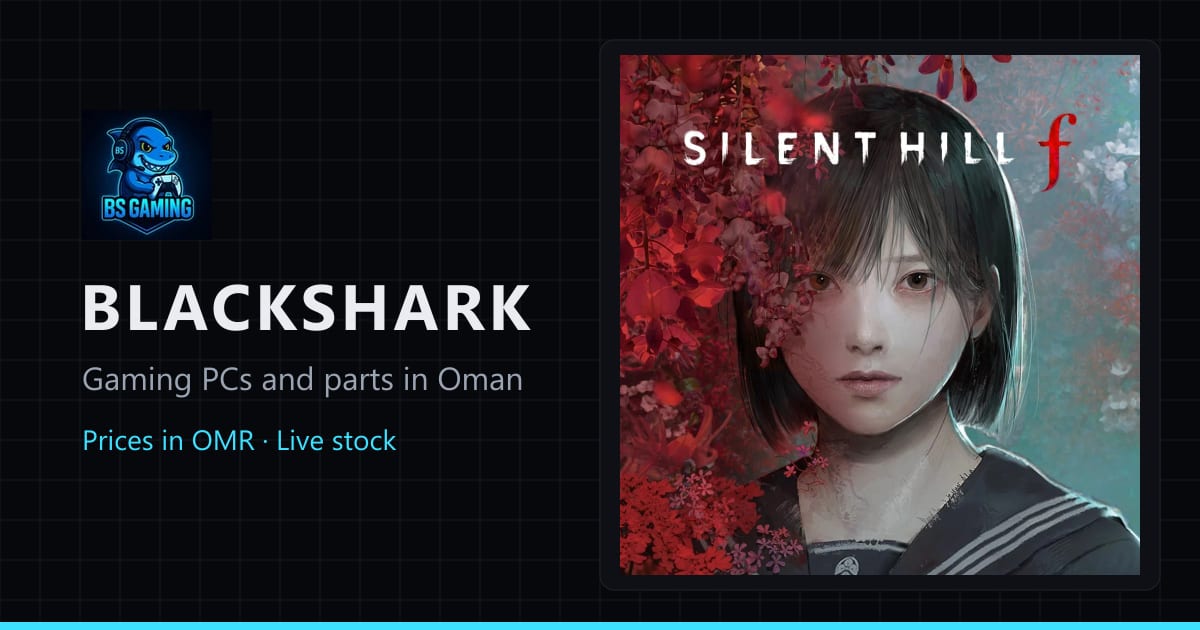 BS
BS GAMING
BLACKSHARK
Gaming PCs and parts in Oman
Prices in OMR · Live stock
SILENT HILL f